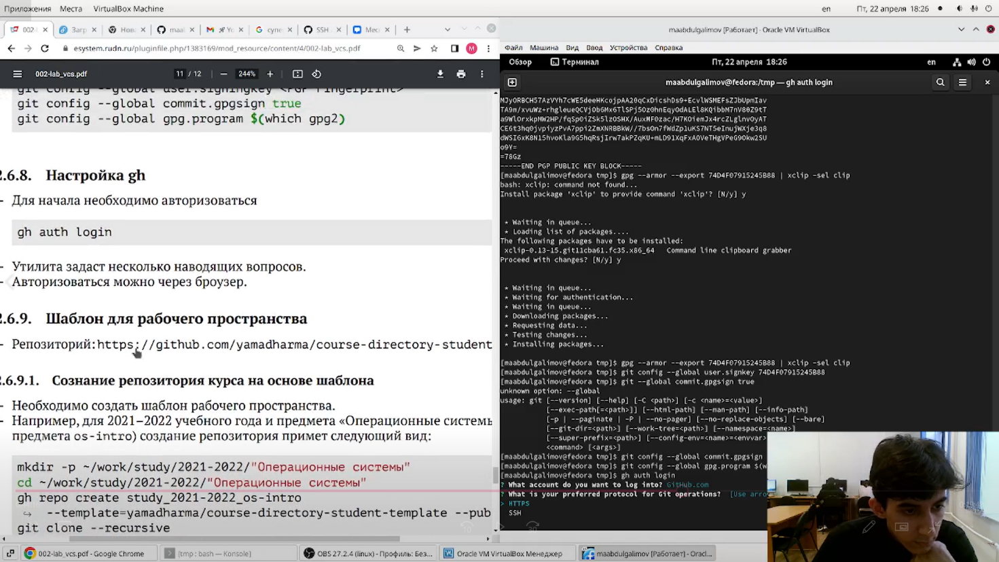 Приложения Места VirtualBox Machine en Пт, 22 апреля 18:26
002- Загр Нова maal Yo супе SSH Mecc
esystem.rudn.ru/pluginfile.php/1383169/mod_resource/content/4/002-lab_vcs.pdf M
002-lab_vcs.pdf 11 / 12 244%
git config --global user.signingkey <PGP Fingerprint>
git config --global commit.gpgsign true
git config --global gpg.program $(which gpg2)
2.6.8. Настройка gh
- Для начала необходимо авторизоваться
gh auth login
- Утилита задаст несколько наводящих вопросов.
- Авторизоваться можно через броузер.
2.6.9. Шаблон для рабочего пространства
- Репозиторий:https://github.com/yamadharma/course-directory-student
2.6.9.1. Сознание репозитория курса на основе шаблона
- Необходимо создать шаблон рабочего пространства.
- Например, для 2021–2022 учебного года и предмета «Операционные систем
предмета os-intro) создание репозитория примет следующий вид:
mkdir -p ~/work/study/2021-2022/"Операционные системы"
cd ~/work/study/2021-2022/"Операционные системы"
gh repo create study_2021-2022_os-intro
--template=yamadharma/course-directory-student-template --pub
git clone --recursive
maabdulgalimov [Работает] - Oracle VM VirtualBox
Файл Машина Вид Ввод Устройства Справка
Обзор Терминал Пт, 22 апреля 18:26 en
maabdulgalimov@fedora:/tmp — gh auth login
o9Y=
=78Gz
-----END PGP PUBLIC KEY BLOCK-----
[maabdulgalimov@fedora tmp]$ gpg --armor --export 74D4F07915245B88 | xclip -sel clip
bash: xclip: command not found...
Install package 'xclip' to provide command 'xclip'? [N/y] y
* Waiting in queue...
* Loading list of packages....
The following packages have to be installed:
xclip-0.13-15.git11cba61.fc35.x86_64 Command line clipboard grabber
Proceed with changes? [N/y] y
* Waiting in queue...
* Waiting for authentication...
* Waiting in queue...
* Downloading packages...
* Requesting data...
* Testing changes...
* Installing packages...
[maabdulgalimov@fedora tmp]$ gpg --armor --export 74D4F07915245B88 | xclip -sel clip
[maabdulgalimov@fedora tmp]$ git config --global user.signkey 74D4F07915245B88
[maabdulgalimov@fedora tmp]$ git --global commit.gpgsign true
unknown option: --global
usage: git [--version] [--help] [-C <path>] [-c <name>=<value>]
[--exec-path[=<path>]] [--html-path] [--man-path] [--info-path]
[-p | --paginate | -P | --no-pager] [--no-replace-objects] [--bare]
[--git-dir=<path>] [--work-tree=<path>] [--namespace=<name>]
[--super-prefix=<path>] [--config-env=<name>=<envvar>
<command> [<args>]
[maabdulgalimov@fedora tmp]$ git config --global commit.gpgsign
[maabdulgalimov@fedora tmp]$ git config --global gpg.program $(w
[maabdulgalimov@fedora tmp]$ gh auth login
? What account do you want to log into? GitHub.com
? What is your preferred protocol for Git operations? [Use arro
> HTTPS
SSH
002-lab_vcs.pdf - Google Chrome [tmp : bash — Konsole] OBS 27.2.4 (linux) - Профиль: Без... Oracle VM VirtualBox Менеджер maabdulgalimov [Работает] - Orac...